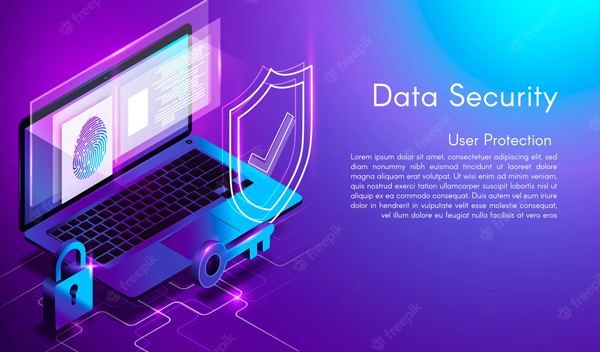 Data Security
User Protection
Lorem ipsum dolor sit amet, consectetuer adipiscing
elit, sed diam nonummy nibh euismod tincidunt ut
laoreet dolore magna aliquam erat volutpat. Ut wisi
enim ad minim veniam, quis nostrud exerci tation
ullamcorper suscipit lobortis nisl ut aliquip ex ea
commodo consequat. Duis autem vel eum iriure
dolor in hendrerit in vulputate velit esse molestie consequat,
vel illum dolore eu feugiat nulla facilisis at vero eros
freepik